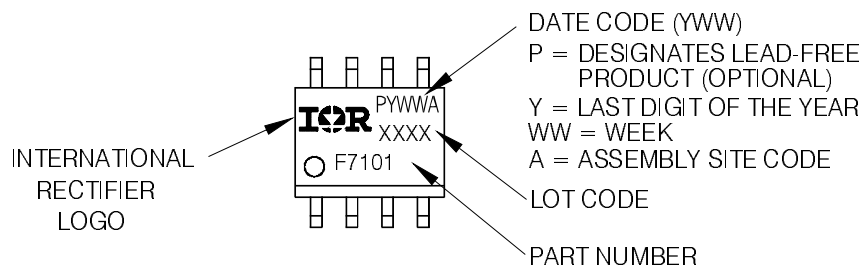 DATE CODE (YWW)
P = DESIGNATES LEAD-FREE
PRODUCT (OPTIONAL)
Y = LAST DIGIT OF THE YEAR
WW = WEEK
A = ASSEMBLY SITE CODE
LOT CODE
PART NUMBER
INTERNATIONAL
RECTIFIER
LOGO
PYWWA
IOR
XXXX
F7101